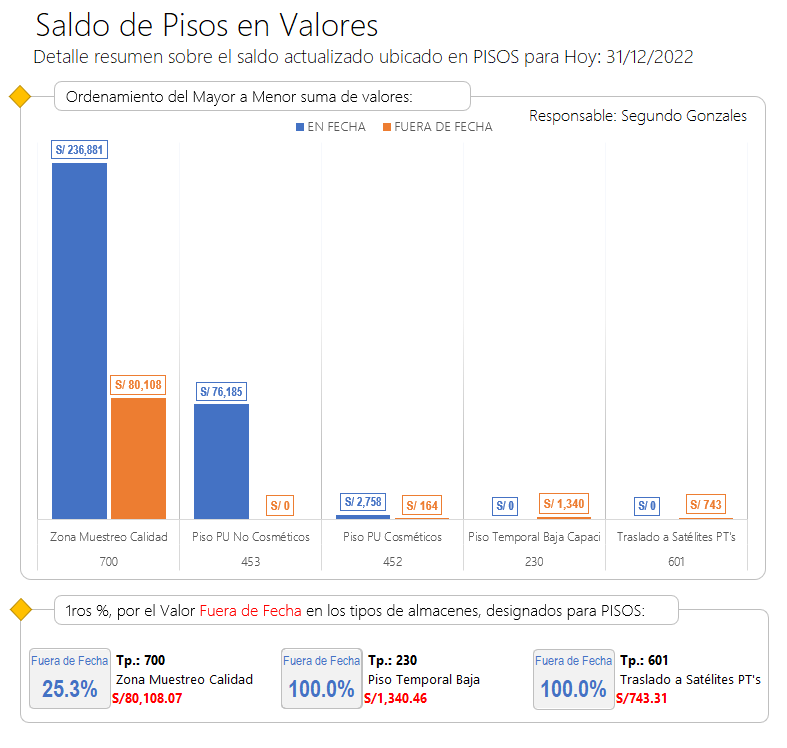 Saldo de Pisos en Valores
Detalle resumen sobre el saldo actualizado ubicado en PISOS para Hoy: 31/12/2022
Ordenamiento del Mayor a Menor suma de valores:
Responsable: Segundo Gonzales
EN FECHA FUERA DE FECHA
S/ 236,881
S/ 80,108
S/ 76,185
S/ 0
S/ 2,758
S/ 164
S/ 0
S/ 1,340
S/ 0
S/ 743
Zona Muestreo Calidad Piso PU No Cosméticos Piso PU Cosméticos Piso Temporal Baja Capaci Traslado a Satélites PT's
700 453 452 230 601
1ros %, por el Valor Fuera de Fecha en los tipos de almacenes, designados para PISOS:
Fuera de Fecha
25.3%
Tp.: 700
Zona Muestreo Calidad
S/80,108.07
Fuera de Fecha
100.0%
Tp.: 230
Piso Temporal Baja
S/1,340.46
Fuera de Fecha
100.0%
Tp.: 601
Traslado a Satélites PT's
S/743.31